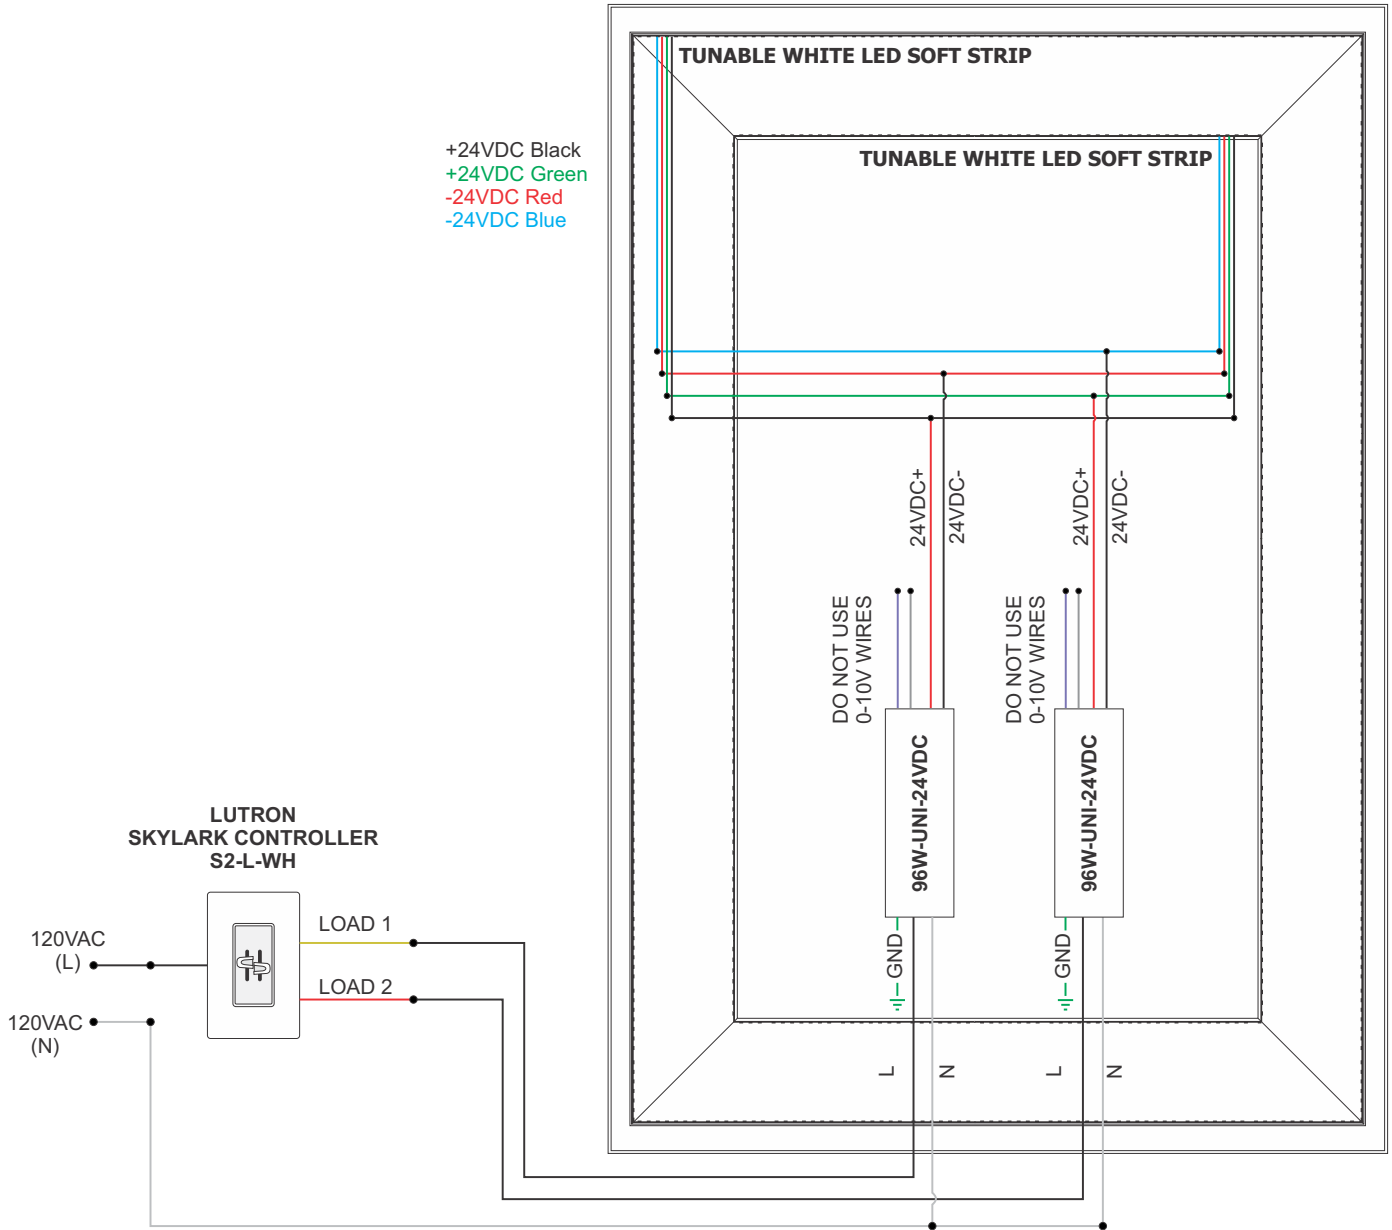 TUNABLE WHITE LED SOFT STRIP
+24VDC Black
+24VDC Green
-24VDC Red
-24VDC Blue
TUNABLE WHITE LED SOFT STRIP
24VDC+
24VDC-
24VDC+
24VDC-
DO NOT USE
0-10V WIRES
DO NOT USE
0-10V WIRES
96W-UNI-24VDC
96W-UNI-24VDC
LUTRON
SKYLARK CONTROLLER
S2-L-WH
LOAD 1
120VAC
(L)
LOAD 2
120VAC
(N)
GND
GND
L
N
L
N